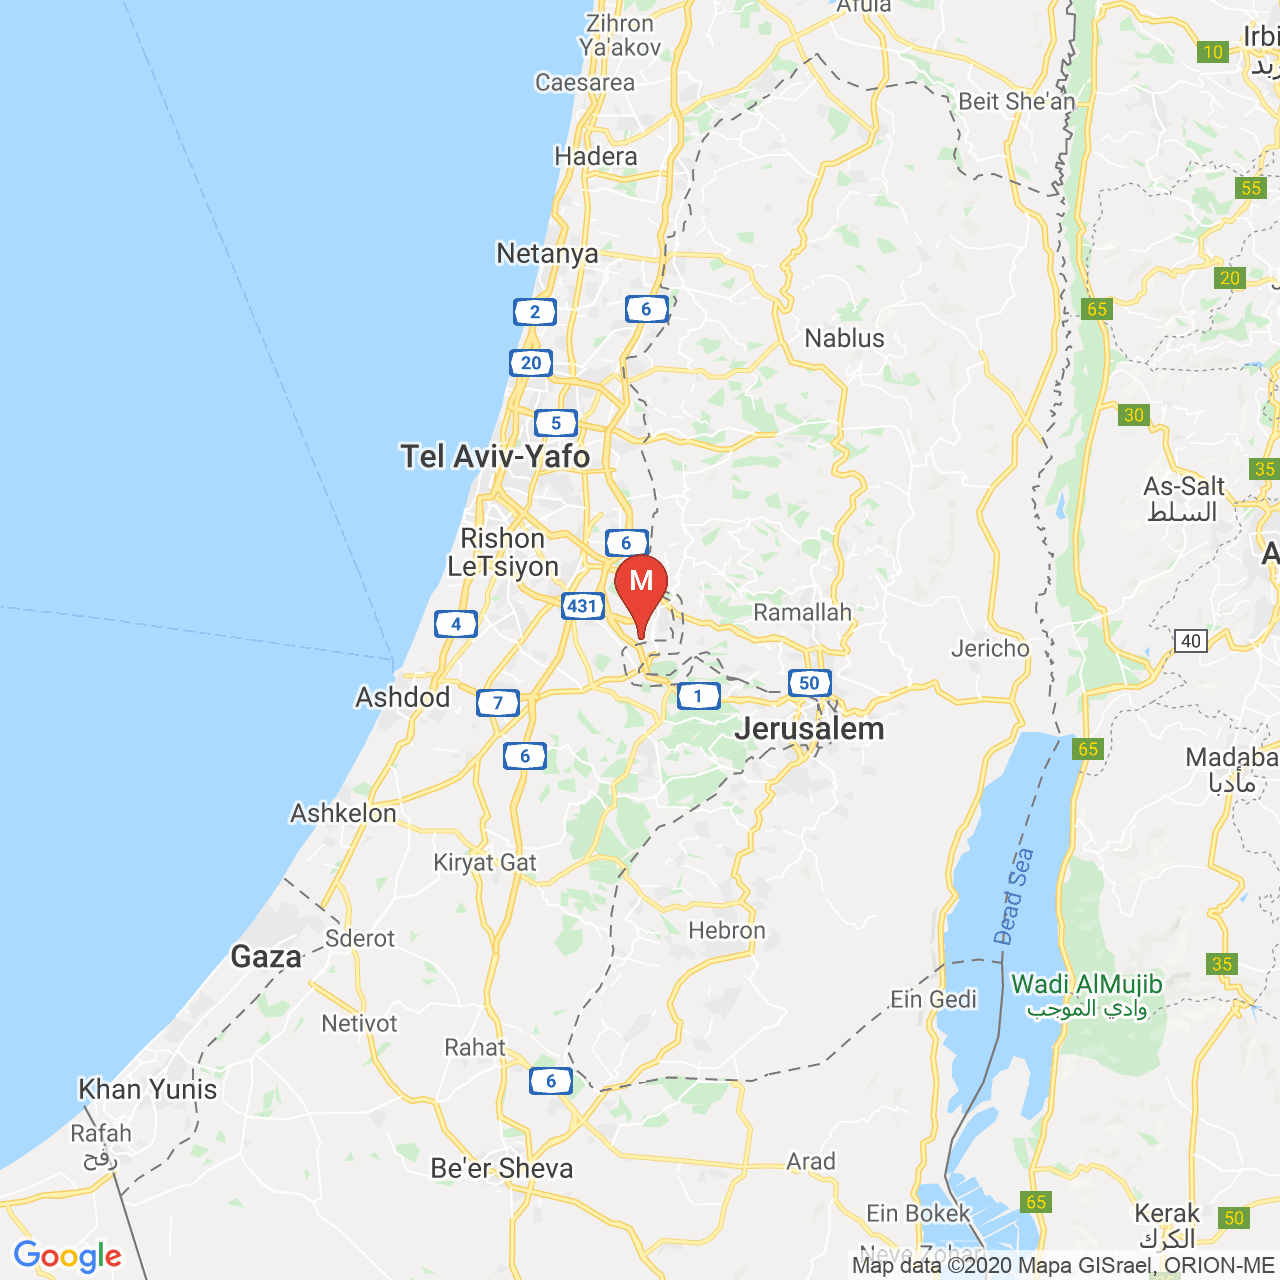 Afula
Zihron
Ya'akov
10
Irbi
إربد
Caesarea
Beit She'an
Hadera
55
Netanya
20
2
6
65
Nablus
20
5
30
Tel Aviv-Yafo
35
As-Salt
السلط
Rishon
LeTsiyon
6
A
M
431
4
Ramallah
Jericho
40
50
1
Ashdod
7
Jerusalem
6
65
Madaba
مأدبا
Ashkelon
Kiryat Gat
Dead Sea
Hebron
Sderot
Gaza
35
Wadi AlMujib
وادي الموجب
Ein Gedi
Netivot
Rahat
6
Khan Yunis
Rafah
رفح
Be'er Sheva
Arad
65
Ein Bokek
Kerak
الكرك
50
Neve Zohar
Google
Map data ©2020 Mapa GISrael, ORION-ME